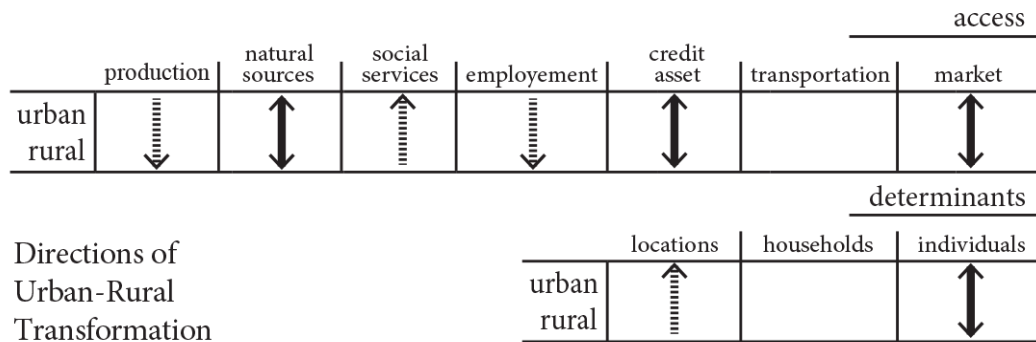 access
production natural sources social services employement credit asset transportation market
urban
rural
determinants
locations households individuals
urban
rural
Directions of
Urban-Rural
Transformation